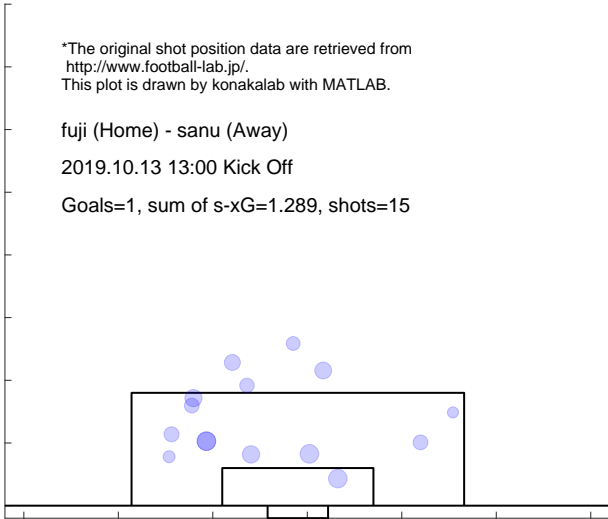 *The original shot position data are retrieved from
http://www.football-lab.jp/.
This plot is drawn by konakalab with MATLAB.
fuji (Home) - sanu (Away)
2019.10.13 13:00 Kick Off
Goals=1, sum of s-xG=1.289, shots=15